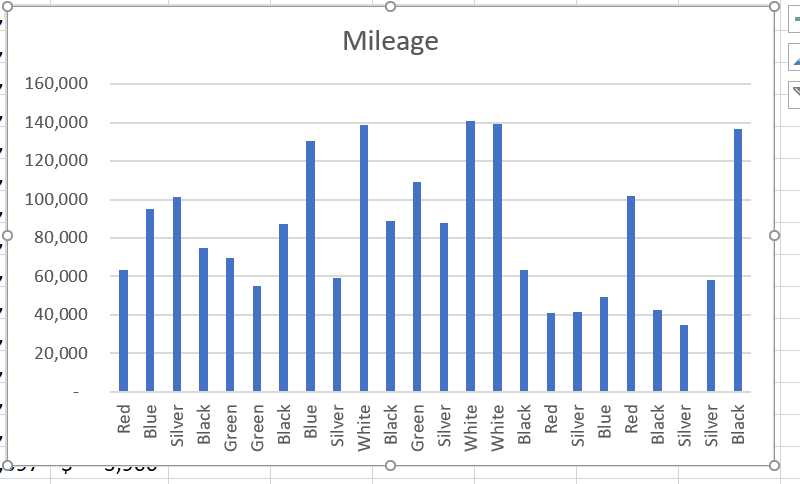 Mileage
160,000
140,000
120,000
100,000
80,000
60,000
40,000
20,000
-
Red
Blue
Silver
Black
Green
Green
Black
Blue
Silver
White
Black
Green
Silver
White
White
Black
Red
Silver
Blue
Red
Black
Silver
Silver
Black